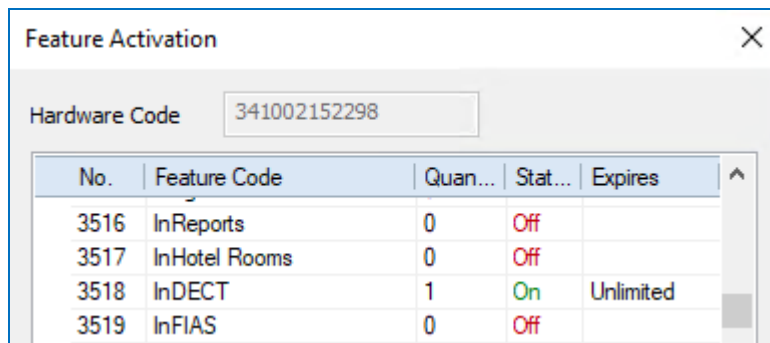 Feature Activation
Hardware Code 341002152298
No. Feature Code Quan... Stat... Expires
3516 InReports 0 Off
3517 InHotel Rooms 0 Off
3518 InDECT 1 On Unlimited
3519 InFIAS 0 Off